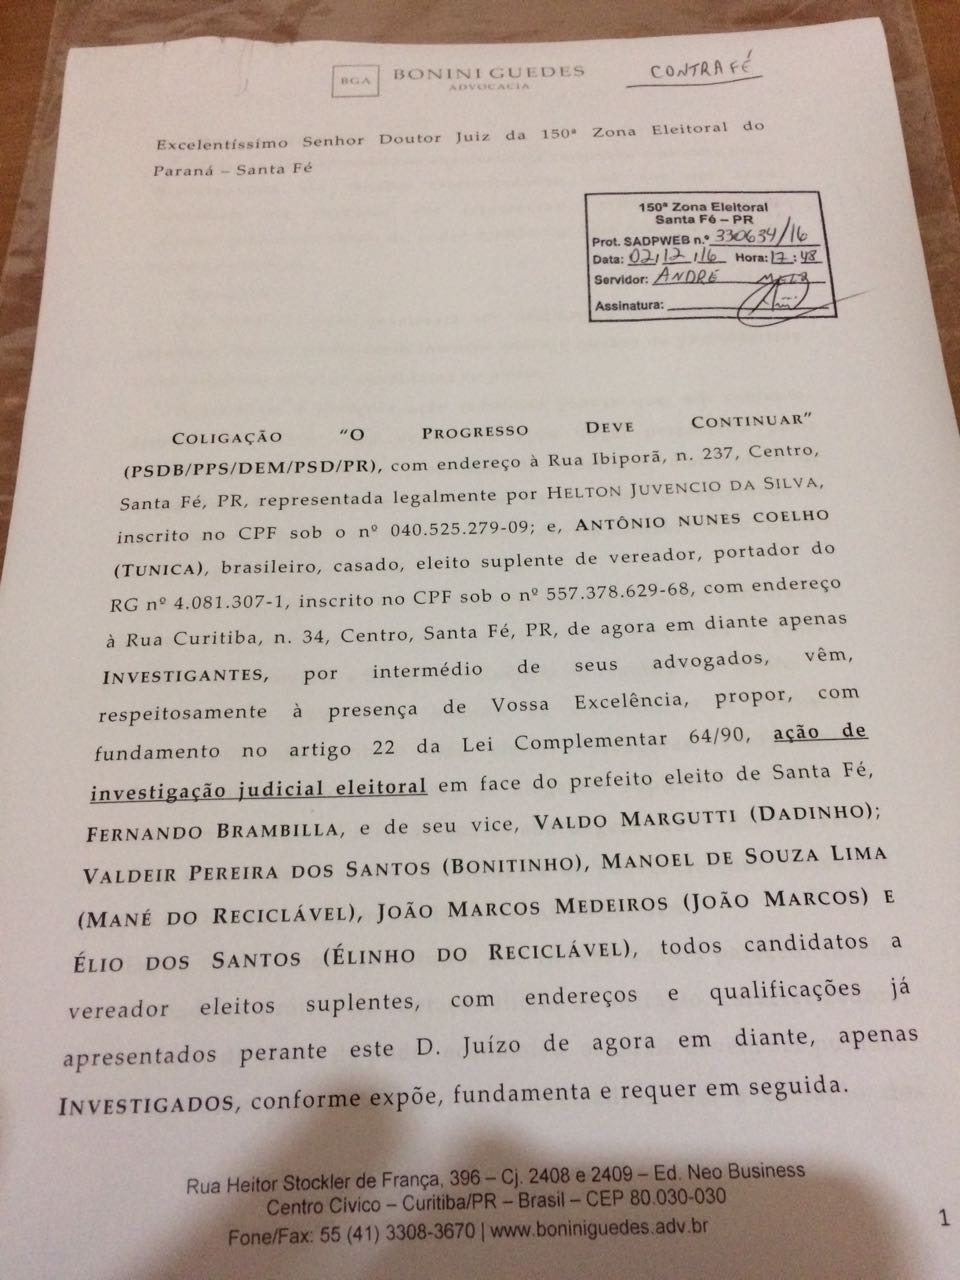 BGA
BONINI GUEDES
ADVOCACIA
CONTRAFÉ
Excelentíssimo Senhor Doutor Juiz da 150ª Zona Eleitoral do
Paraná – Santa Fé
150ª Zona Eleitoral
Santa Fé – PR
Prot. SADPWEB n.º 330634/16
Data: 02/12/16 Hora: 17:48
Servidor: ANDRÉ
Assinatura:
COLIGAÇÃO "O PROGRESSO DEVE CONTINUAR"
(PSDB/PPS/DEM/PSD/PR), com endereço à Rua Ibiporã, n. 237, Centro,
Santa Fé, PR, representada legalmente por HELTON JUVENCIO DA SILVA,
inscrito no CPF sob o nº 040.525.279-09; e, ANTÔNIO NUNES COELHO
(TUNICA), brasileiro, casado, eleito suplente de vereador, portador do
RG nº 4.081.307-1, inscrito no CPF sob o nº 557.378.629-68, com endereço
à Rua Curitiba, n. 34, Centro, Santa Fé, PR, de agora em diante apenas
INVESTIGANTES, por intermédio de seus advogados, vêm,
respeitosamente à presença de Vossa Excelência, propor, com
fundamento no artigo 22 da Lei Complementar 64/90, ação de
investigação judicial eleitoral em face do prefeito eleito de Santa Fé,
FERNANDO BRAMBILLA, e de seu vice, VALDO MARGUTTI (DADINHO);
VALDEIR PEREIRA DOS SANTOS (BONITINHO), MANOEL DE SOUZA LIMA
(MANÉ DO RECICLÁVEL), JOÃO MARCOS MEDEIROS (JOÃO MARCOS) E
ÉLIO DOS SANTOS (ÉLINHO DO RECICLÁVEL), todos candidatos a
vereador eleitos suplentes, com endereços e qualificações já
apresentados perante este D. Juízo de agora em diante, apenas
INVESTIGADOS, conforme expõe, fundamenta e requer em seguida.
Rua Heitor Stockler de França, 396 – Cj. 2408 e 2409 – Ed. Neo Business
Centro Cívico – Curitiba/PR – Brasil – CEP 80.030-030
Fone/Fax: 55 (41) 3308-3670 | www.boniniguedes.adv.br
1